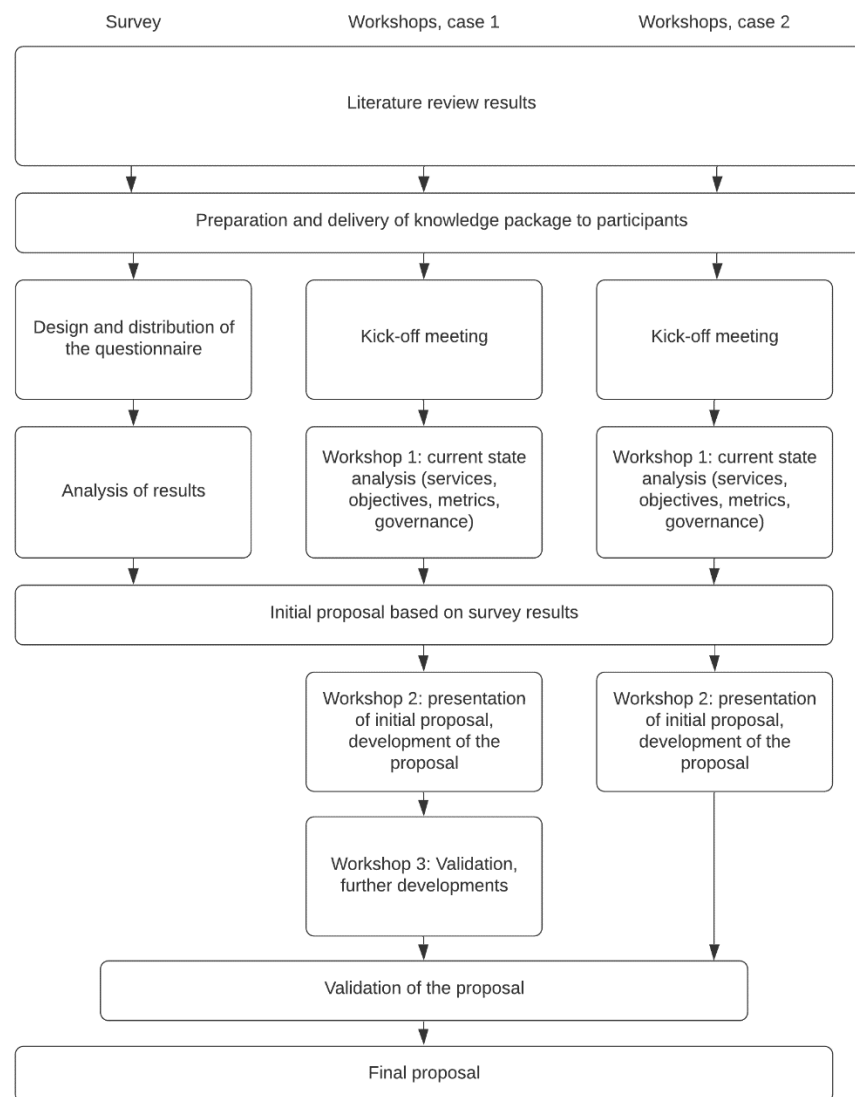 Survey
Workshops, case 1
Workshops, case 2
Literature review results
Preparation and delivery of knowledge package to participants
Design and distribution of
the questionnaire
Kick-off meeting
Kick-off meeting
Analysis of results
Workshop 1: current state
analysis (services,
objectives, metrics,
governance)
Workshop 1: current state
analysis (services,
objectives, metrics,
governance)
Initial proposal based on survey results
Workshop 2: presentation
of initial proposal,
development of the
proposal
Workshop 2: presentation
of initial proposal,
development of the
proposal
Workshop 3: Validation,
further developments
Validation of the proposal
Final proposal